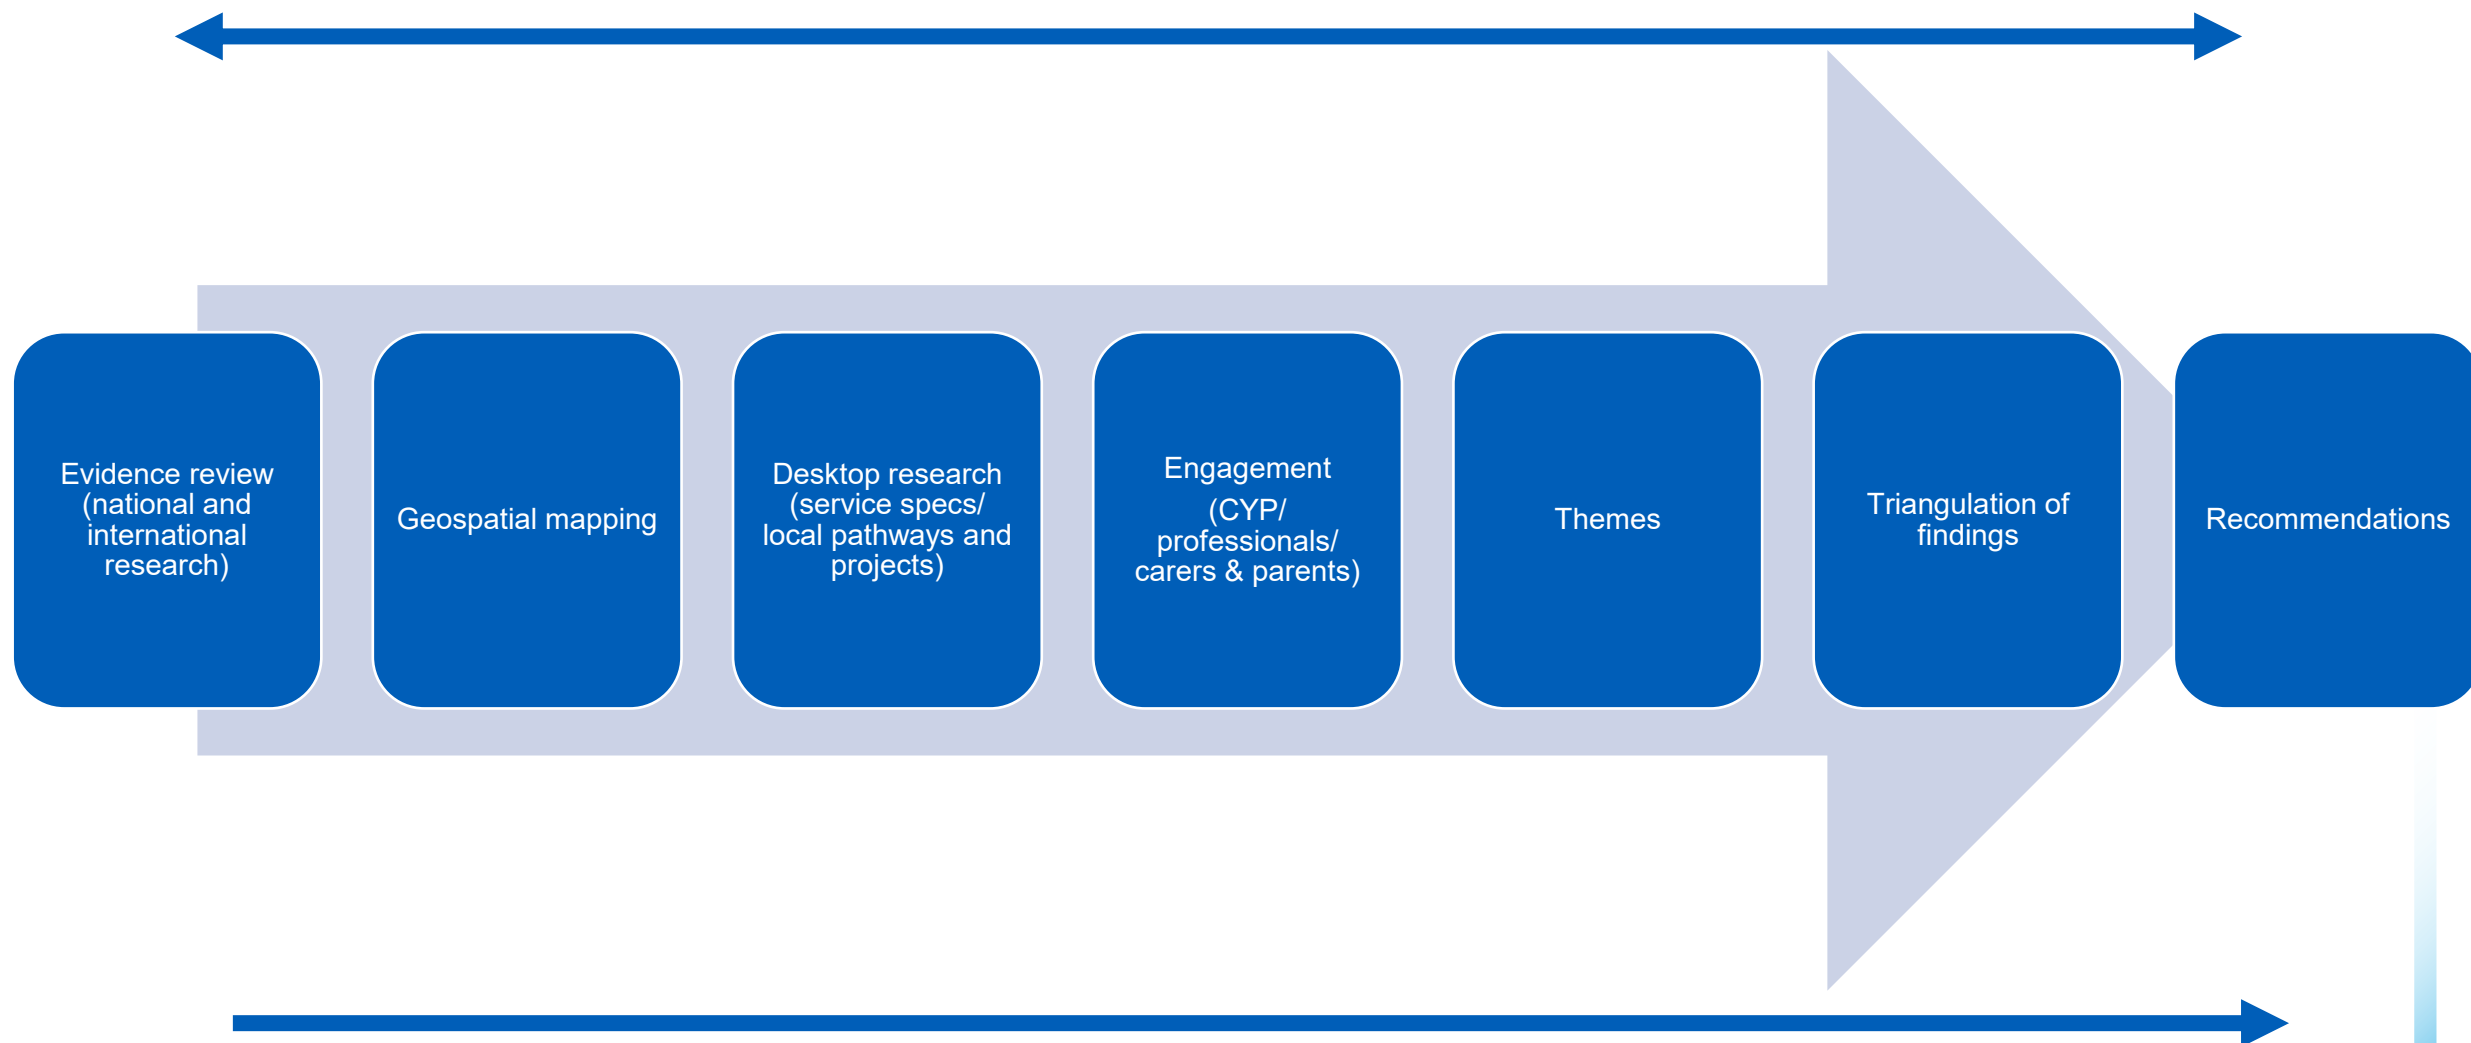 Evidence review
(national and
international
research)
Geospatial mapping
Desktop research
(service specs/
local pathways and
projects)
Engagement
(CYP/
professionals/
carers & parents)
Themes
Triangulation of
findings
Recommendations